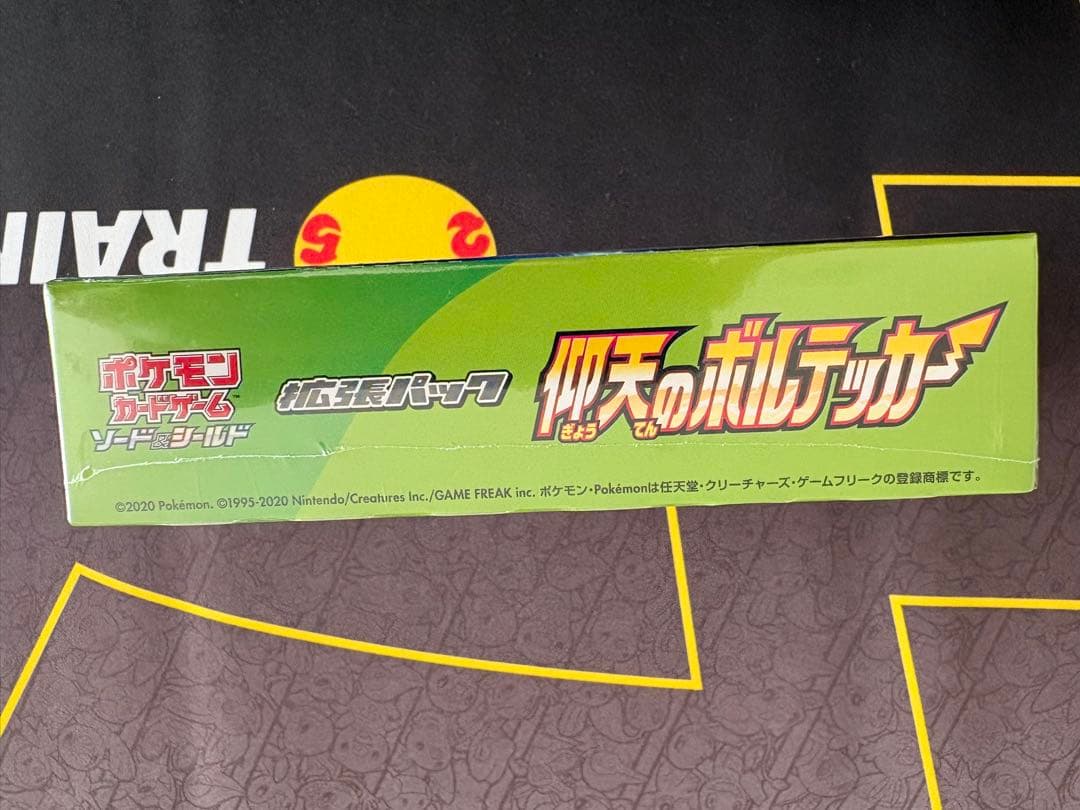 TRAIN
5 2
ポケモン
カードゲーム™
ソード&シールド
拡張パック
仰天のボルテッカー
ぎょう てん
©2020 Pokémon. ©1995-2020 Nintendo/Creatures Inc./GAME FREAK inc. ポケモン・Pokémonは任天堂・クリーチャーズ・ゲームフリークの登録商標です。